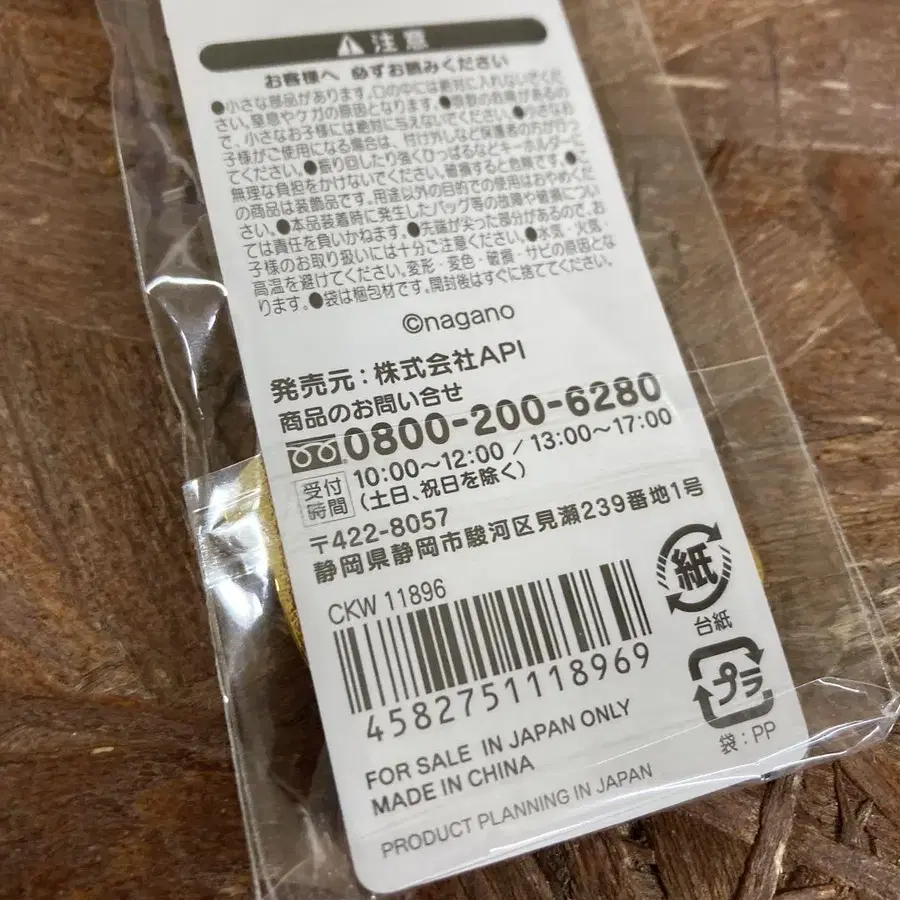 注意
お客様へ 必ずお読みください
●小さな部品があります。口の中には絶対に入れないでくだ
さい。窒息やケガの原因となります。●誤飲の危険があるの
で、小さなお子様には絶対に与えないでください。●小さなお
子様がご使用になる場合は、付け外しなど保護者の方が行っ
てください。●振り回したり強くひっぱるなどキーホルダーに
無理な負担をかけないでください。破損すると危険です。●こ
の商品は装飾品です。用途以外の目的での使用はおやめくだ
さい。●本品装着時に発生したバッグ等の故障や破損につい
ては責任を負いかねます。●先端が尖った部分があるので、お
子様のお取り扱いには十分ご注意ください。●水気・火気・
高温を避けてください。変形・変色・破損・サビの原因とな
ります。●袋は梱包材です。開封後はすぐに捨ててください。
©nagano
発売元:株式会社API
商品のお問い合せ
0800-200-6280
受付時間 10:00〜12:00 / 13:00〜17:00
(土日、祝日を除く)
〒422-8057
静岡県静岡市駿河区見瀬239番地1号
紙
台紙
CKW 11896
4582751118969
プラ
袋:PP
FOR SALE IN JAPAN ONLY
MADE IN CHINA
PRODUCT PLANNING IN JAPAN